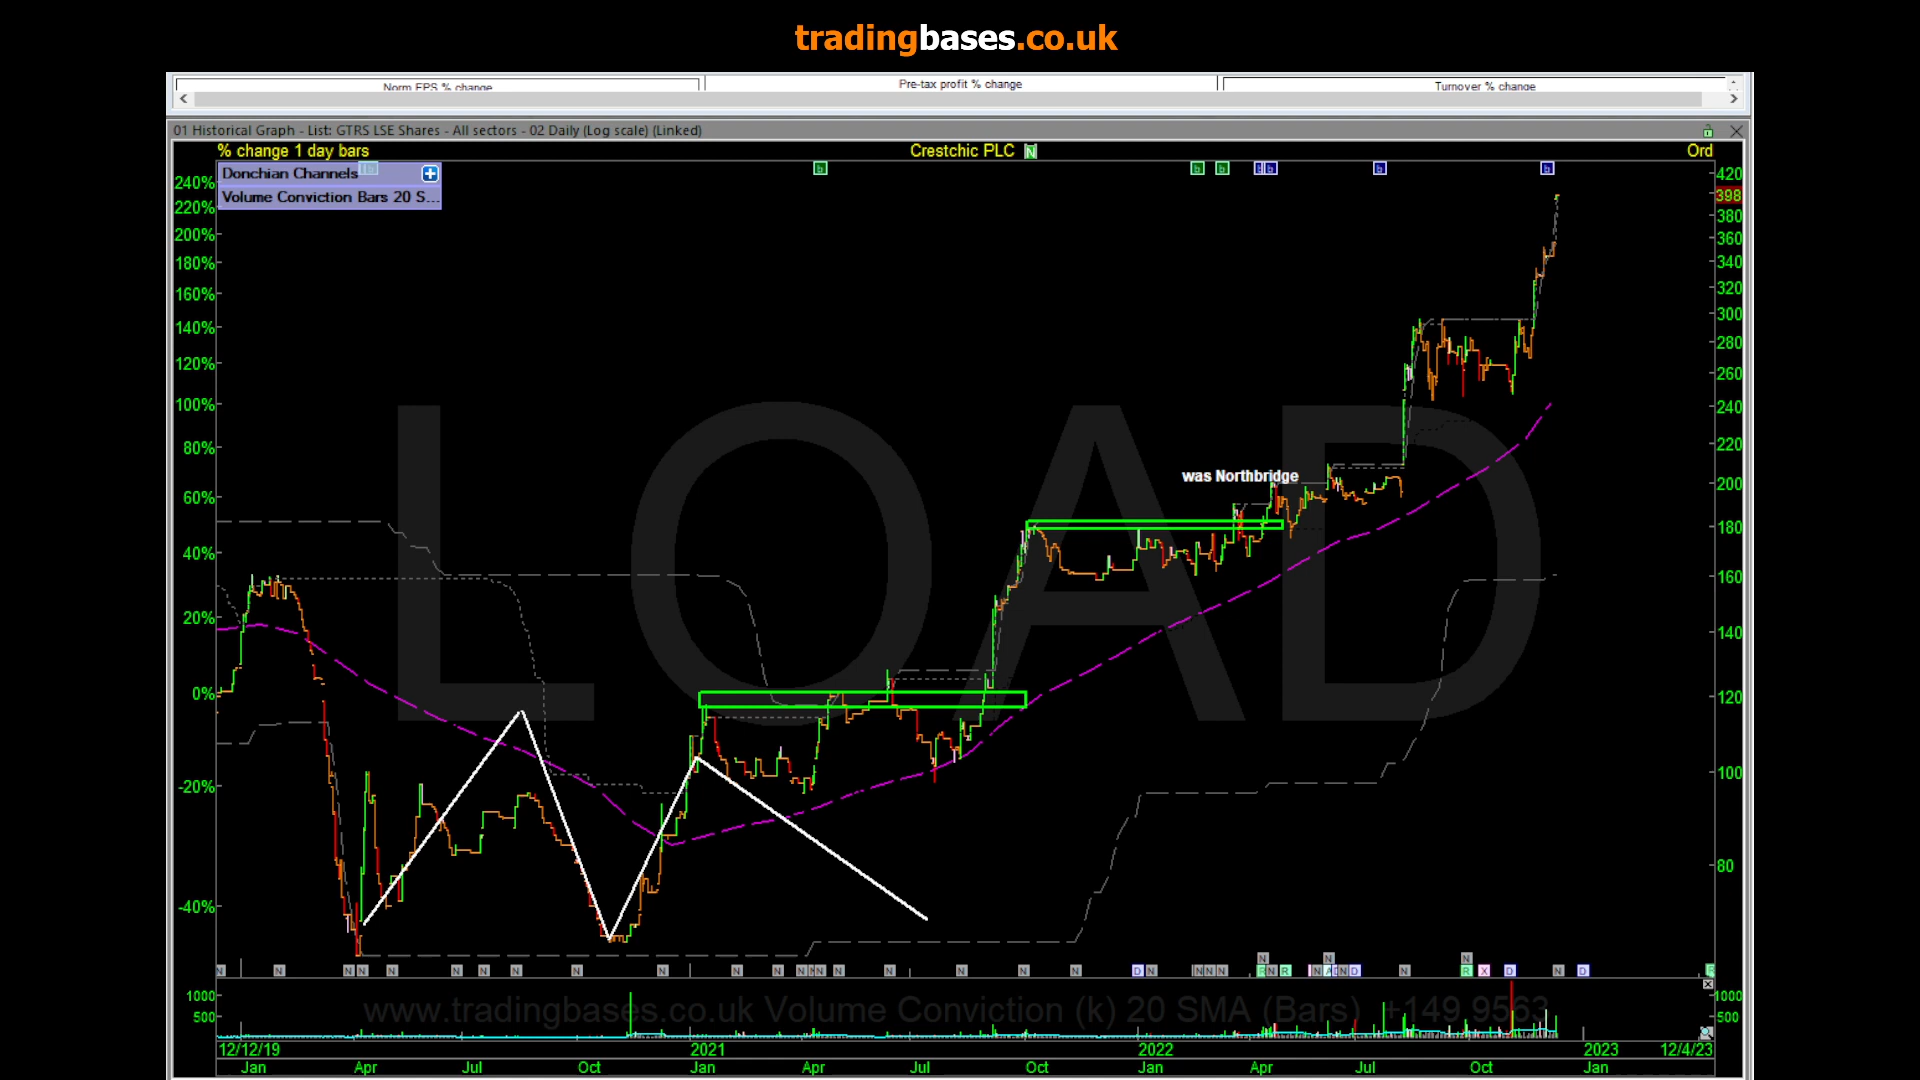 tradingbases.co.uk
Norm EPS % change
Pre-tax profit % change
Turnover % change
01 Historical Graph - List: GTRS LSE Shares - All sectors - 02 Daily (Log scale) (Linked)
% change 1 day bars
Crestchic PLC N
Ord
Donchian Channels
Volume Conviction Bars 20 S...
b b b b b b
240% 420
398
220% 380
200% 360
180% 340
160% 320
300
140% 280
120% 260
100% 240
80% 220
was Northbridge
60% 200
180
40% 160
20% 140
0% 120
-20% 100
80
-40%
LOAD
N N N
N N N N N N N N N N N N N N N N N N N D N N N N R N R N A N D N R X D N D
www.tradingbases.co.uk Volume Conviction (k) 20 SMA (Bars) +149.9563
1000 1000
500 500
12/12/19 2021 2022 2023 12/4/23
Jan Apr Jul Oct Jan Apr Jul Oct Jan Apr Jul Oct Jan